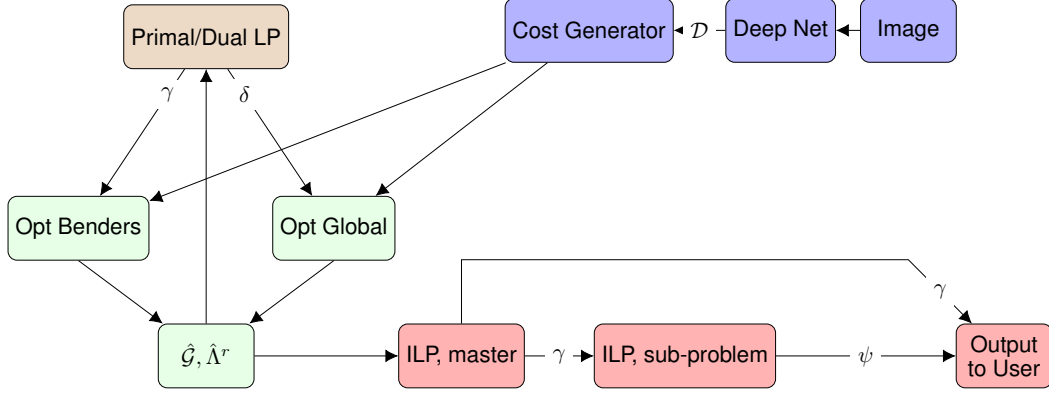 Primal/Dual LP
Cost Generator
𝒟
Deep Net
Image
γ
δ
Opt Benders
Opt Global
γ
𝒢̂, Λ̂ʳ
ILP, master
γ
ILP, sub-problem
ψ
Output
to User